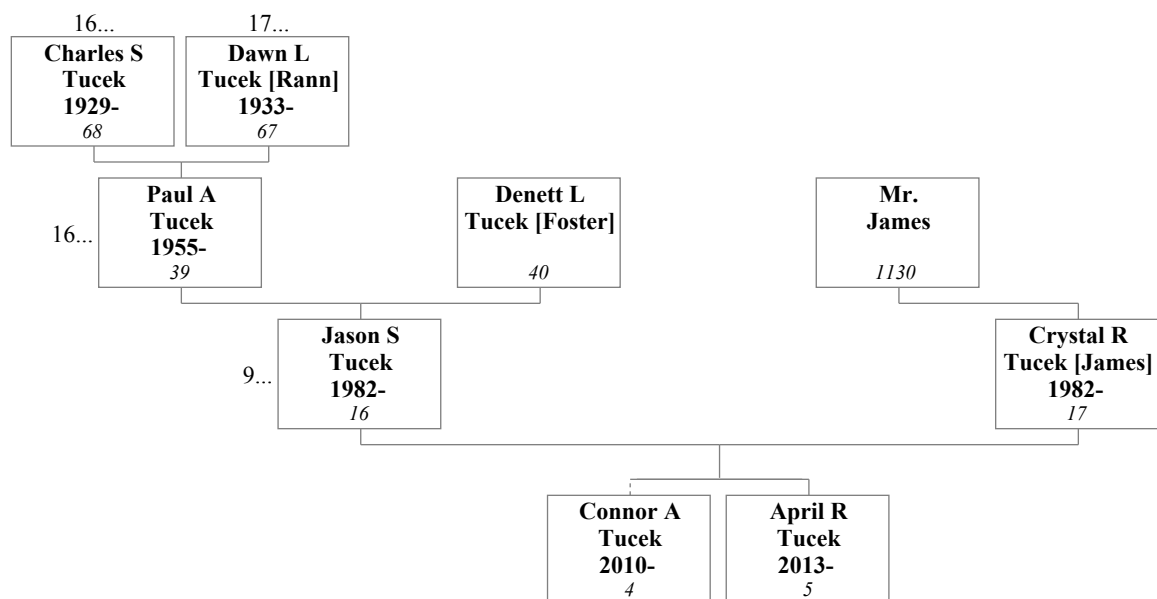 16...
17...
Charles S
Tucek
1929-
68
Dawn L
Tucek [Rann]
1933-
67
16...
Paul A
Tucek
1955-
39
Denett L
Tucek [Foster]
40
Mr.
James
1130
9...
Jason S
Tucek
1982-
16
Crystal R
Tucek [James]
1982-
17
Connor A
Tucek
2010-
4
April R
Tucek
2013-
5